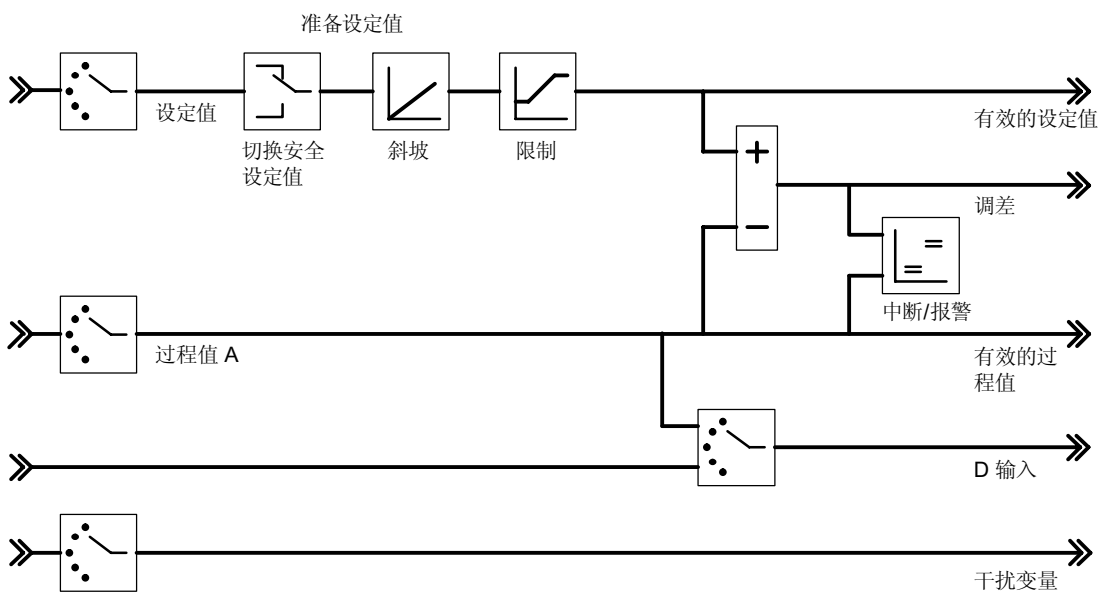 准备设定值
设定值
切换安全
设定值
斜坡
限制
有效的设定值
+
调差
−
中断/报警
过程值 A
有效的过
程值
D 输入
干扰变量